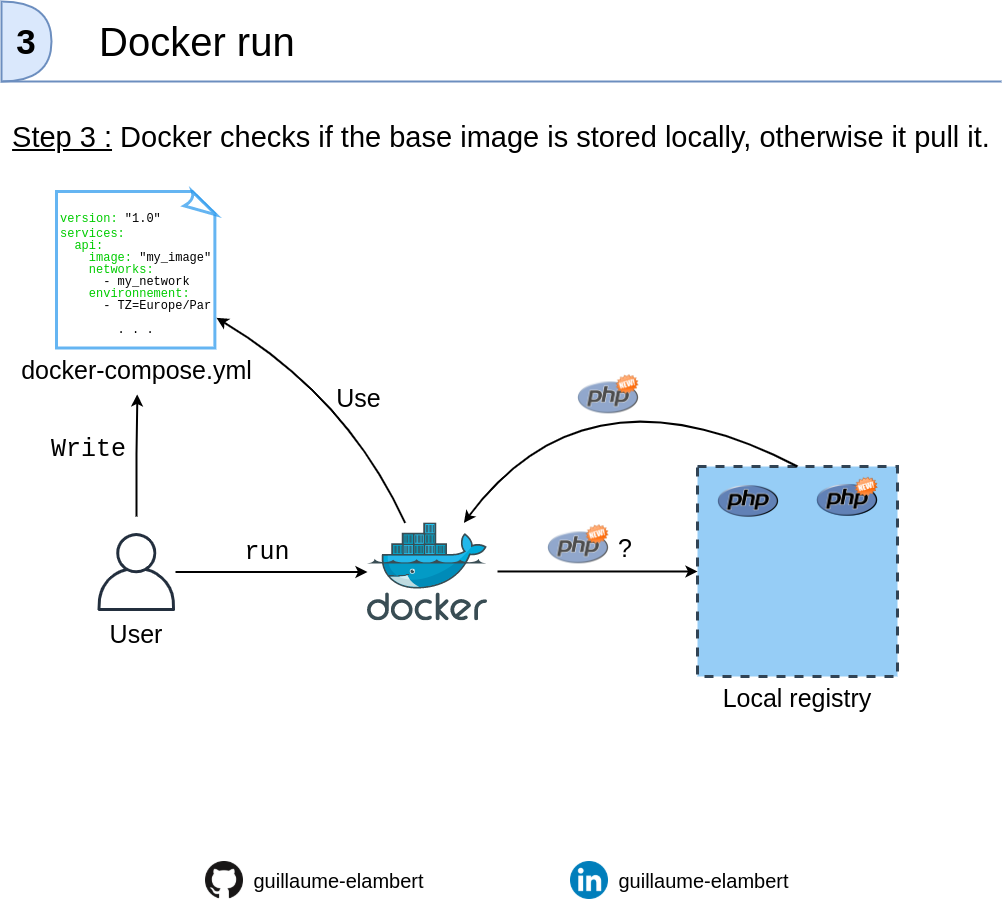 3
Docker run
Step 3 : Docker checks if the base image is stored locally, otherwise it pull it.
version: "1.0"
services:
api:
image: "my_image"
networks:
- my_network
environnement:
- TZ=Europe/Par
. . .
docker-compose.yml
Use
php NEW!
Write
php
php NEW!
run
php NEW!
?
docker
User
Local registry
guillaume-elambert
in guillaume-elambert